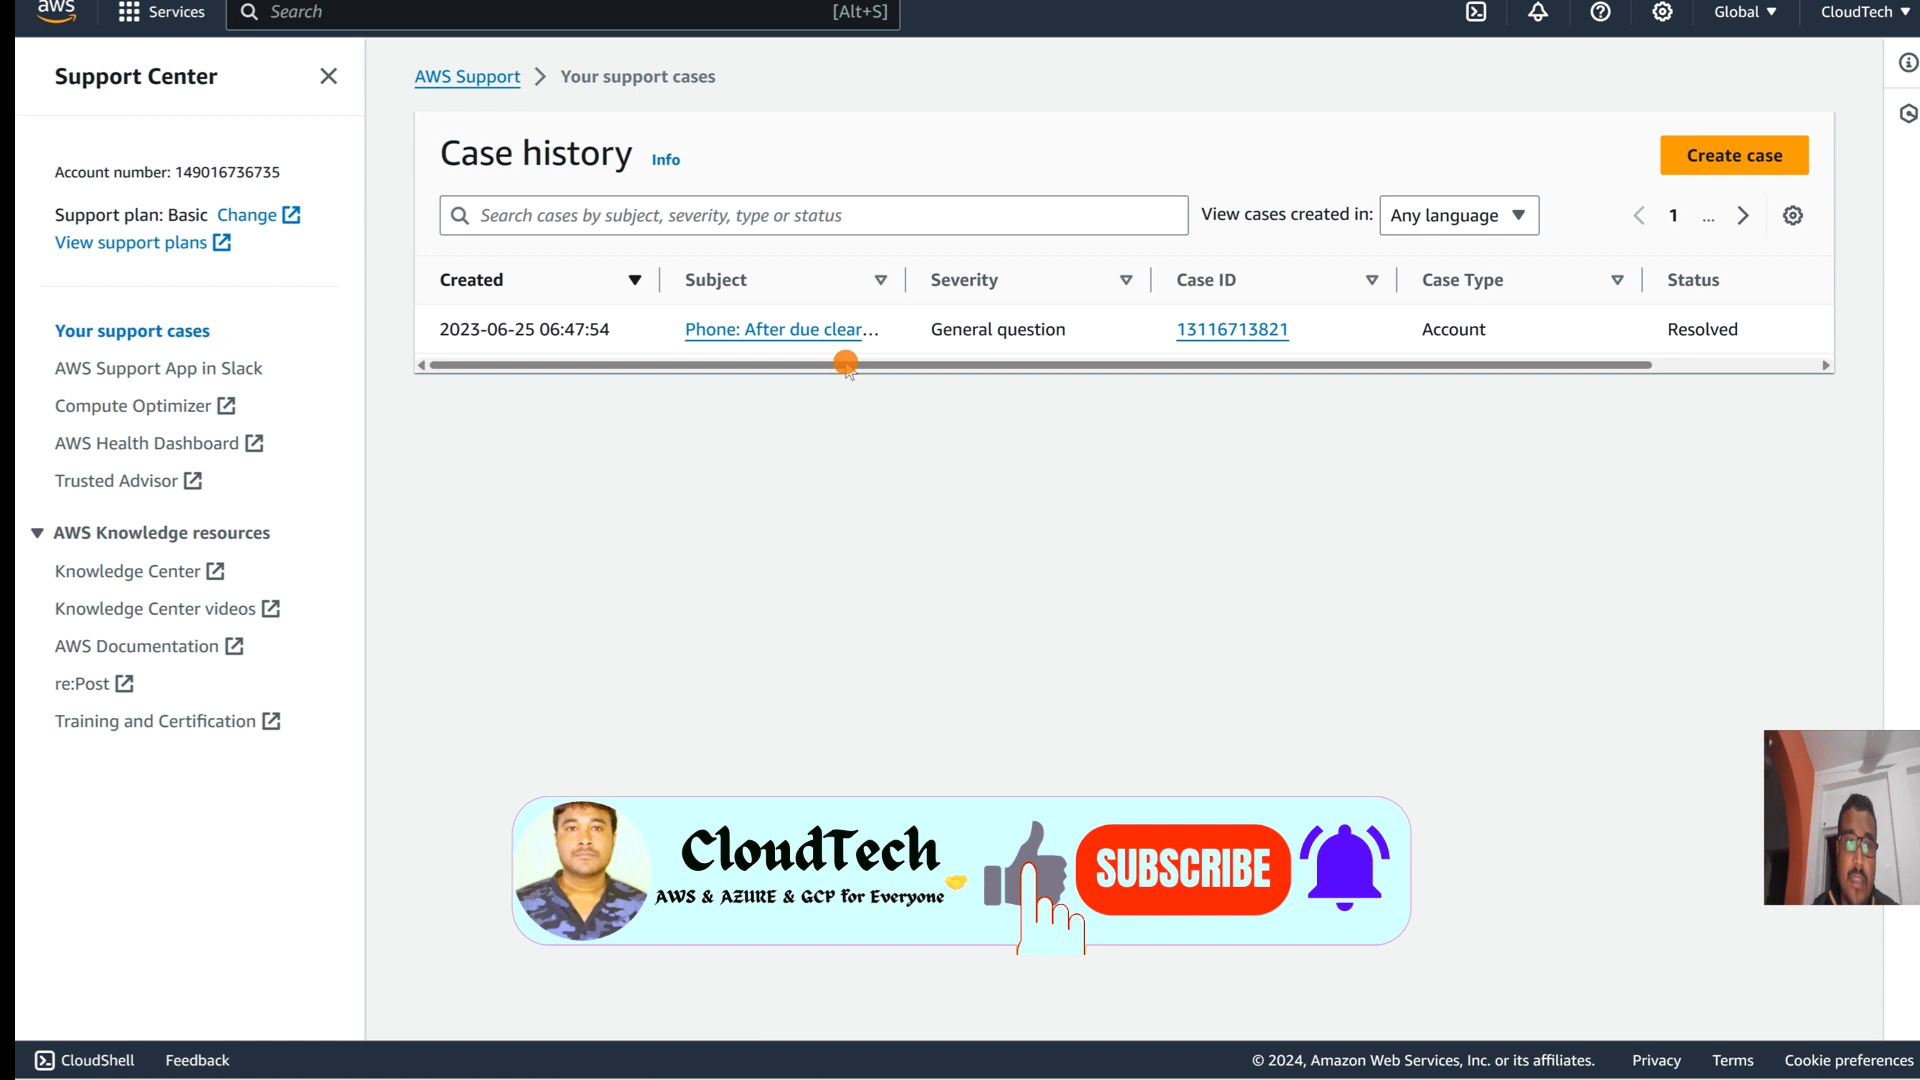 aws Services Search [Alt+S] Global CloudTech
Support Center
AWS Support > Your support cases
Case history Info
Create case
Account number: 149016736735
Support plan: Basic Change
View support plans
Search cases by subject, severity, type or status
View cases created in: Any language
1 ...
Created Subject Severity Case ID Case Type Status
2023-06-25 06:47:54 Phone: After due clear... General question 13116713821 Account Resolved
Your support cases
AWS Support App in Slack
Compute Optimizer
AWS Health Dashboard
Trusted Advisor
AWS Knowledge resources
Knowledge Center
Knowledge Center videos
AWS Documentation
re:Post
Training and Certification
CloudTech
AWS & AZURE & GCP for Everyone
SUBSCRIBE
CloudShell Feedback © 2024, Amazon Web Services, Inc. or its affiliates. Privacy Terms Cookie preferences